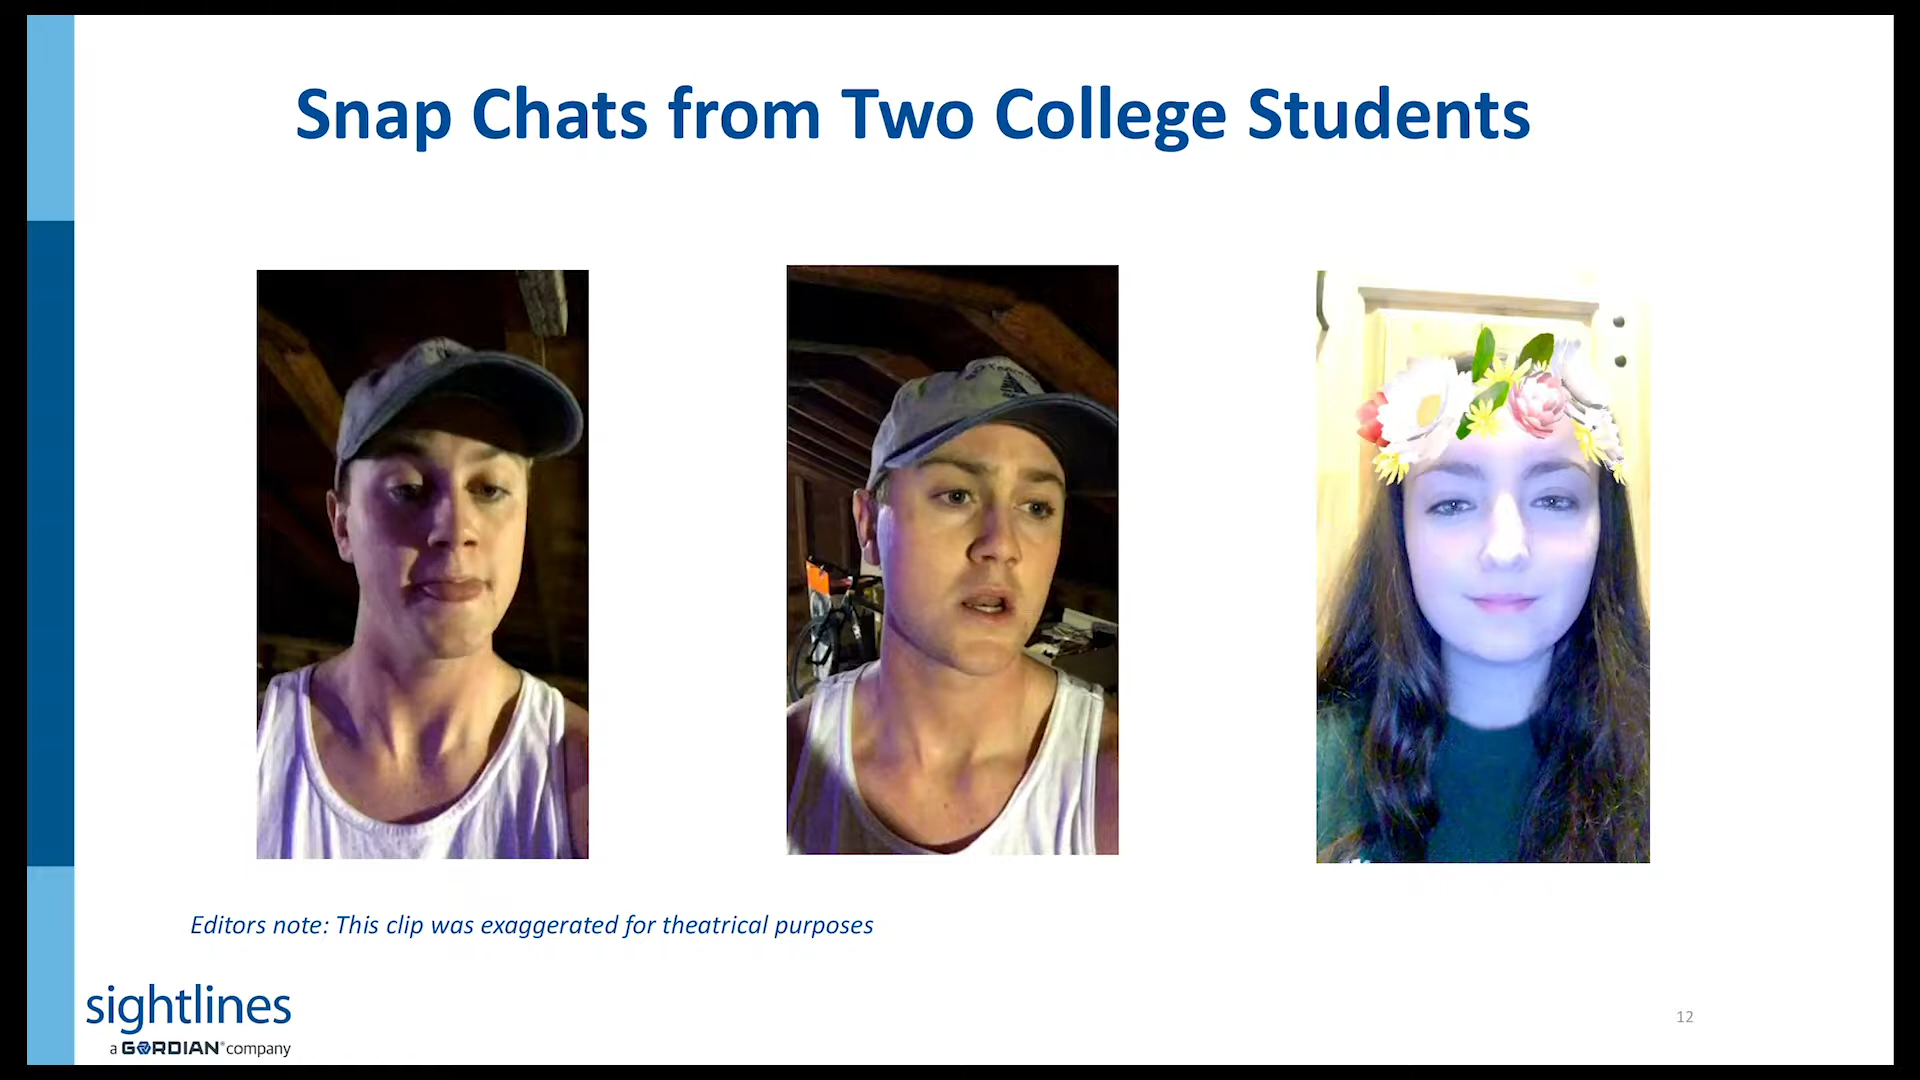 Snap Chats from Two College Students
Editors note: This clip was exaggerated for theatrical purposes
sightlines
a GORDIAN® company
12